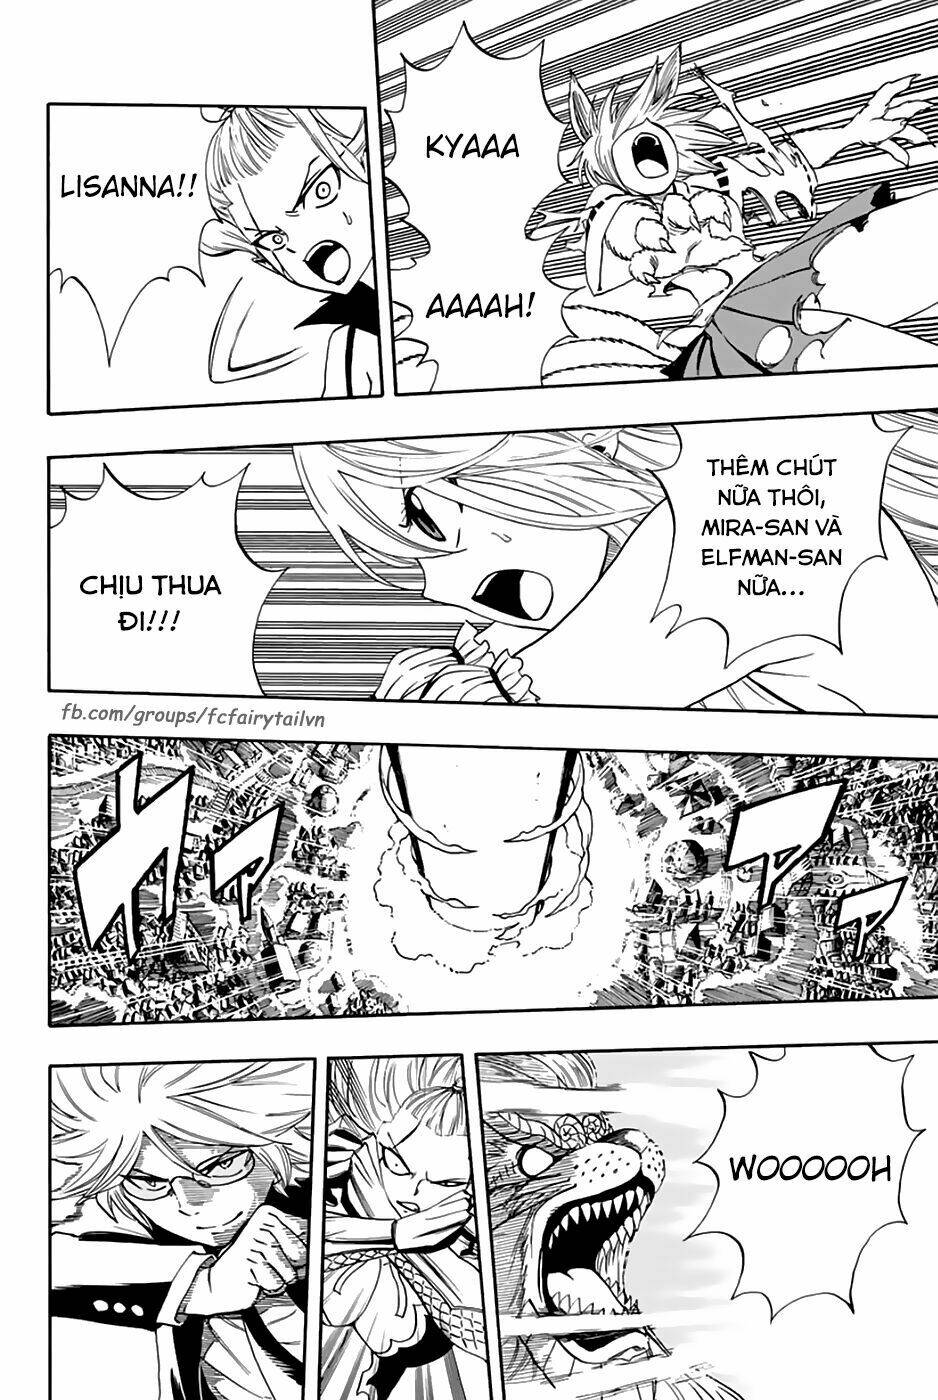 LISANNA!!
KYAAA
AAAAH!
THÊM CHÚT
NỮA THÔI,
MIRA-SAN VÀ
ELFMAN-SAN
NỮA...
CHỊU THUA
ĐI!!!
fb.com/groups/fcfairytailvn
WOOOOOH